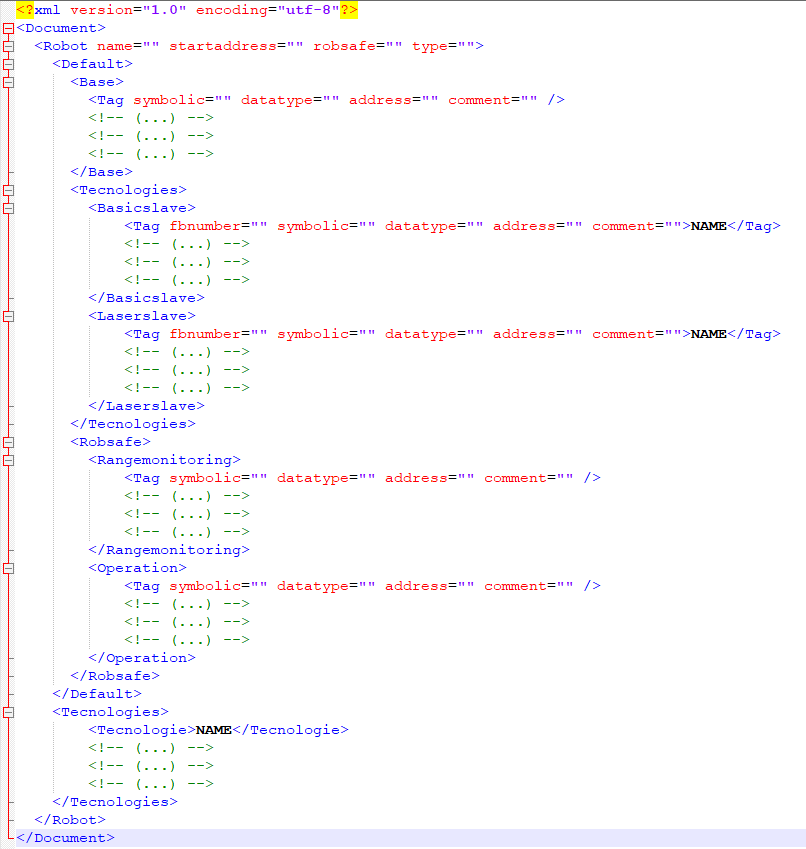 <?xml version="1.0" encoding="utf-8"?>
<Document>
<Robot name="" startaddress="" robsafe="" type="">
<Default>
<Base>
<Tag symbolic="" datatype="" address="" comment="" />
<!-- (...) -->
<!-- (...) -->
<!-- (...) -->
</Base>
<Tecnologies>
<Basicslave>
<Tag fbnumber="" symbolic="" datatype="" address="" comment="">NAME</Tag>
<!-- (...) -->
<!-- (...) -->
<!-- (...) -->
</Basicslave>
<Laserslave>
<Tag fbnumber="" symbolic="" datatype="" address="" comment="">NAME</Tag>
<!-- (...) -->
<!-- (...) -->
<!-- (...) -->
</Laserslave>
</Tecnologies>
<Robsafe>
<Rangemonitoring>
<Tag symbolic="" datatype="" address="" comment="" />
<!-- (...) -->
<!-- (...) -->
<!-- (...) -->
</Rangemonitoring>
<Operation>
<Tag symbolic="" datatype="" address="" comment="" />
<!-- (...) -->
<!-- (...) -->
<!-- (...) -->
</Operation>
</Robsafe>
</Default>
<Tecnologies>
<Tecnologie>NAME</Tecnologie>
<!-- (...) -->
<!-- (...) -->
<!-- (...) -->
</Tecnologies>
</Robot>
</Document>